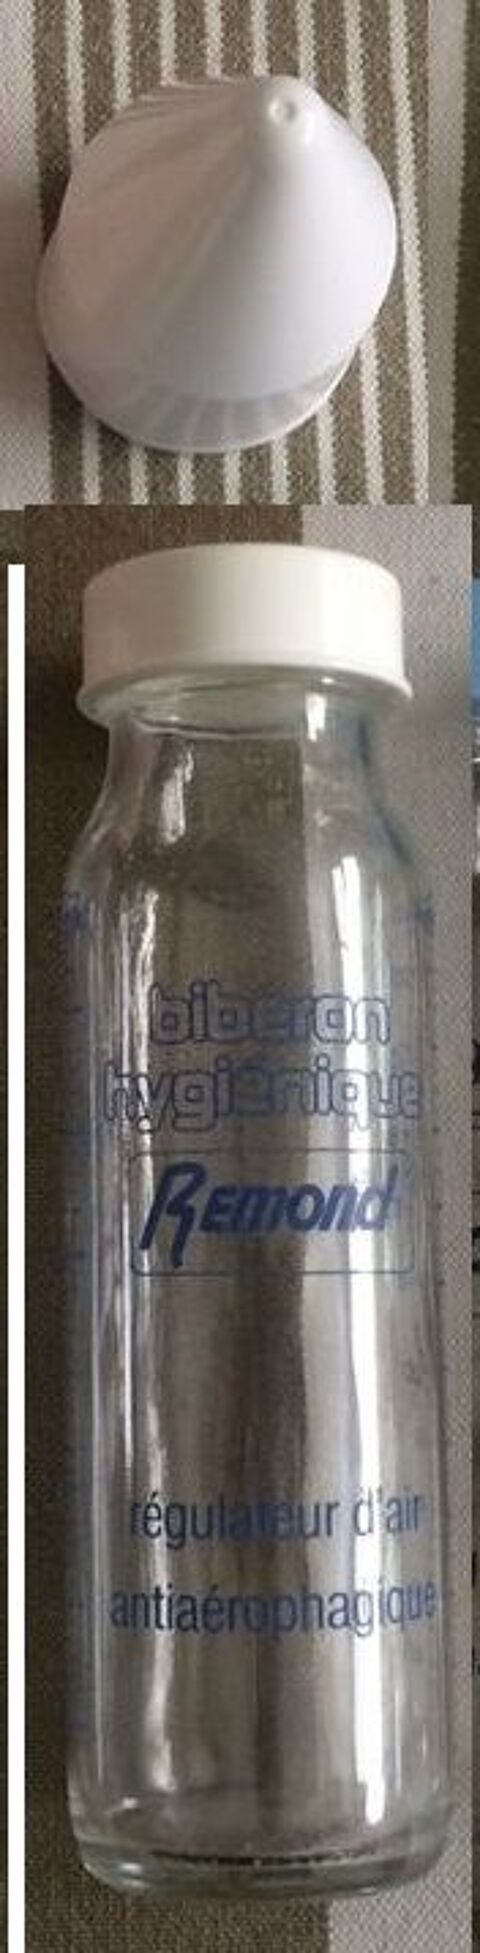 biberon
hygiénique
Remond
régulateur d'air
antiaérophagique